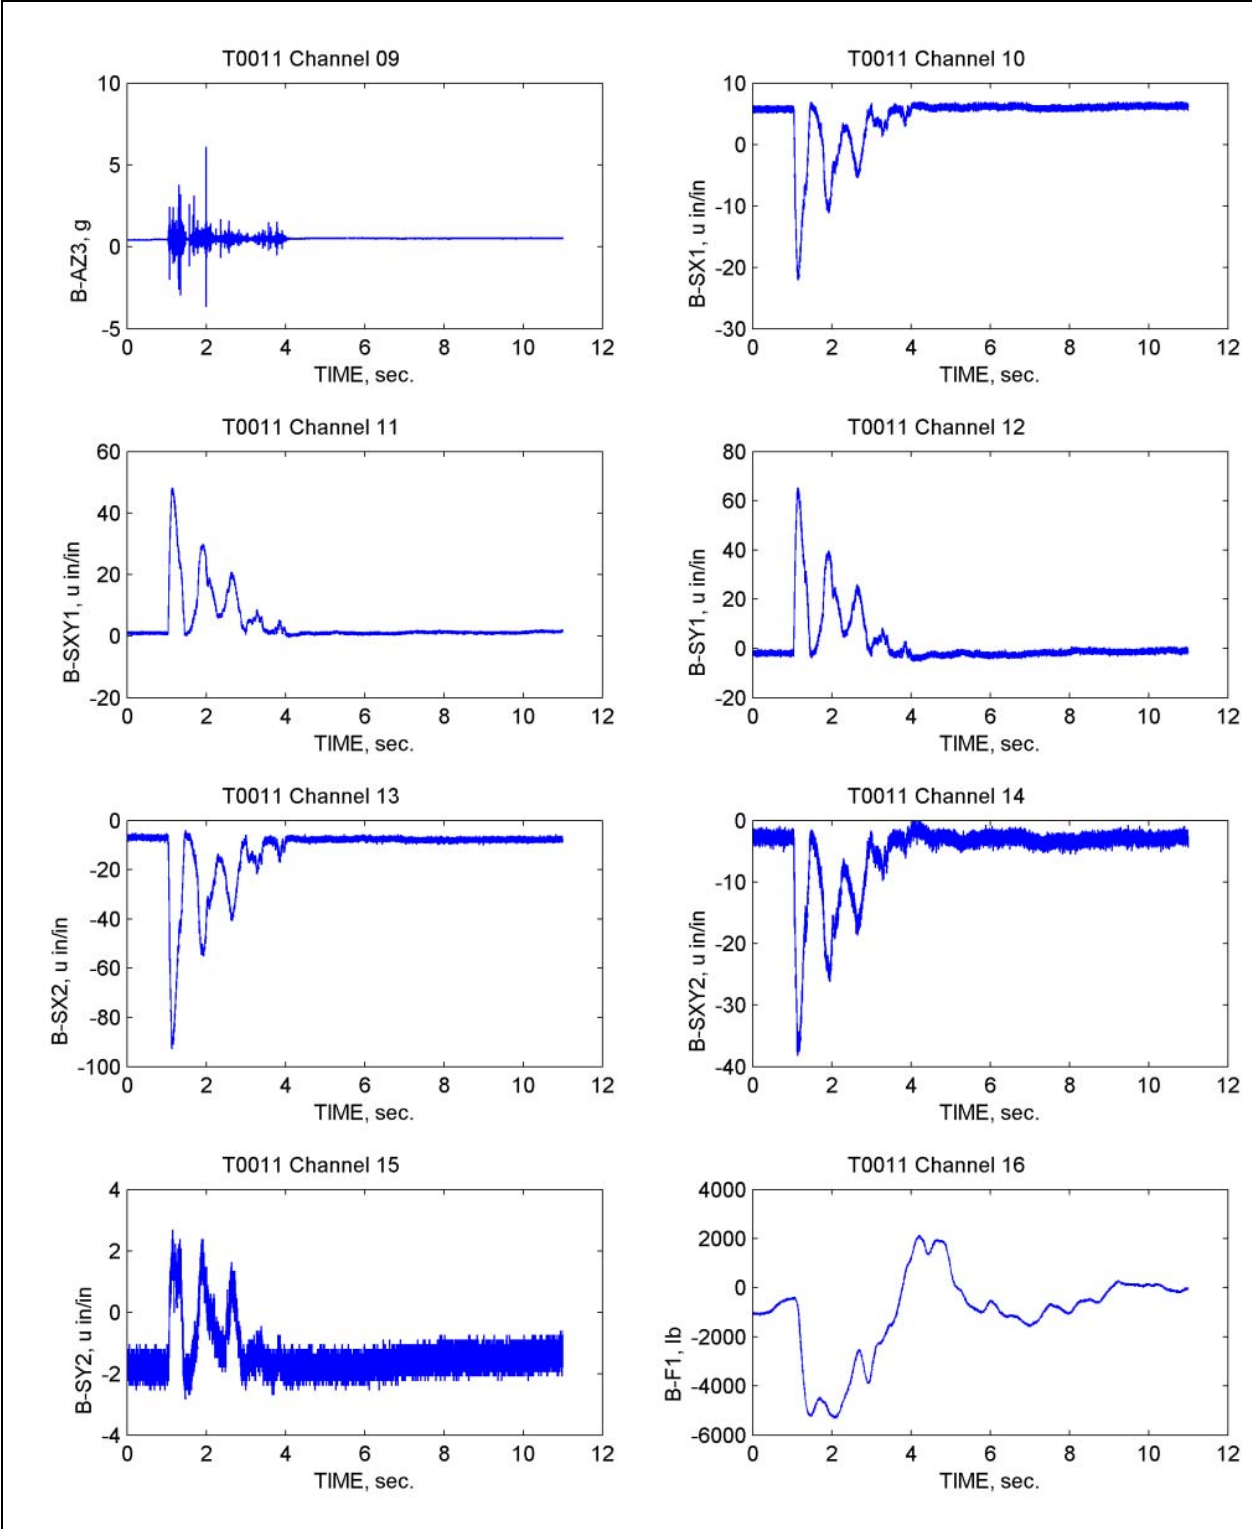 T0011 Channel 09
10
5
0
-5
B-AZ3, g
0 2 4 6 8 10 12
TIME, sec.
T0011 Channel 10
10
0
-10
-20
-30
B-SX1, u in/in
0 2 4 6 8 10 12
TIME, sec.
T0011 Channel 11
60
40
20
0
-20
B-SXY1, u in/in
0 2 4 6 8 10 12
TIME, sec.
T0011 Channel 12
80
60
40
20
0
-20
B-SY1, u in/in
0 2 4 6 8 10 12
TIME, sec.
T0011 Channel 13
0
-20
-40
-60
-80
-100
B-SX2, u in/in
0 2 4 6 8 10 12
TIME, sec.
T0011 Channel 14
0
-10
-20
-30
-40
B-SXY2, u in/in
0 2 4 6 8 10 12
TIME, sec.
T0011 Channel 15
4
2
0
-2
-4
B-SY2, u in/in
0 2 4 6 8 10 12
TIME, sec.
T0011 Channel 16
4000
2000
0
-2000
-4000
-6000
B-F1, lb
0 2 4 6 8 10 12
TIME, sec.